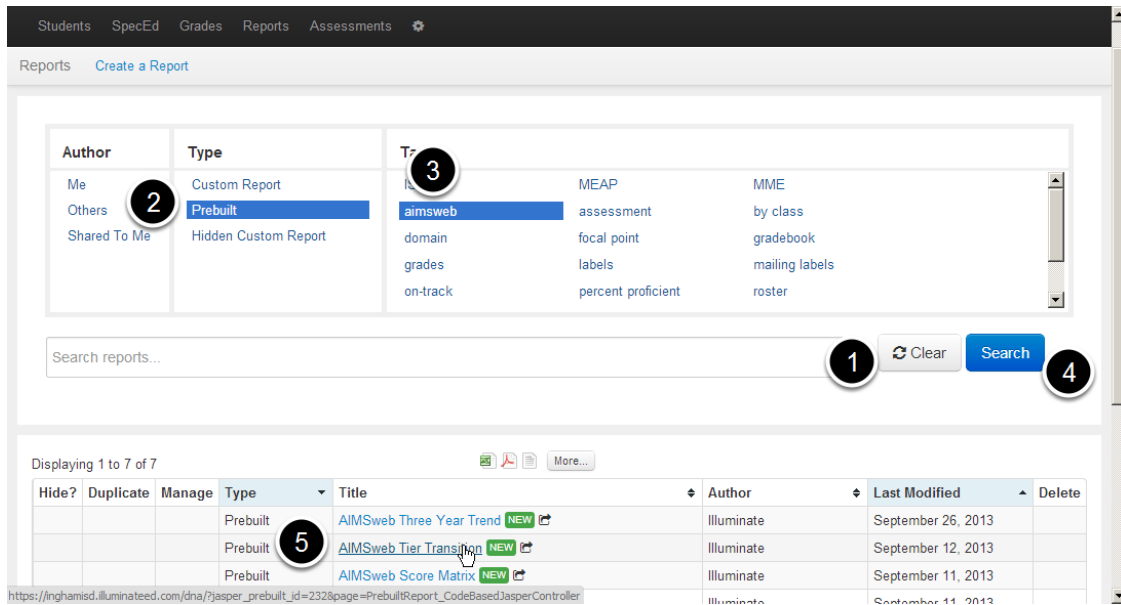 Students SpecEd Grades Reports Assessments
Reports Create a Report
Author Type
3
Me Custom Report MEAP MME
2
Others Prebuilt aimsweb assessment by class
Shared To Me Hidden Custom Report domain focal point gradebook
grades labels mailing labels
on-track percent proficient roster
Search reports... 1 Clear Search 4
Displaying 1 to 7 of 7 More...
Hide? Duplicate Manage Type Title Author Last Modified Delete
Prebuilt AIMSweb Three Year Trend NEW Illuminate September 26, 2013
Prebuilt 5 AIMSweb Tier Transition NEW Illuminate September 12, 2013
Prebuilt AIMSweb Score Matrix NEW Illuminate September 11, 2013
https://inghamisd.illuminateed.com/dna/?jasper_prebuilt_id=232&page=PrebuiltReport_CodeBasedJasperController Illuminate September 11, 2013